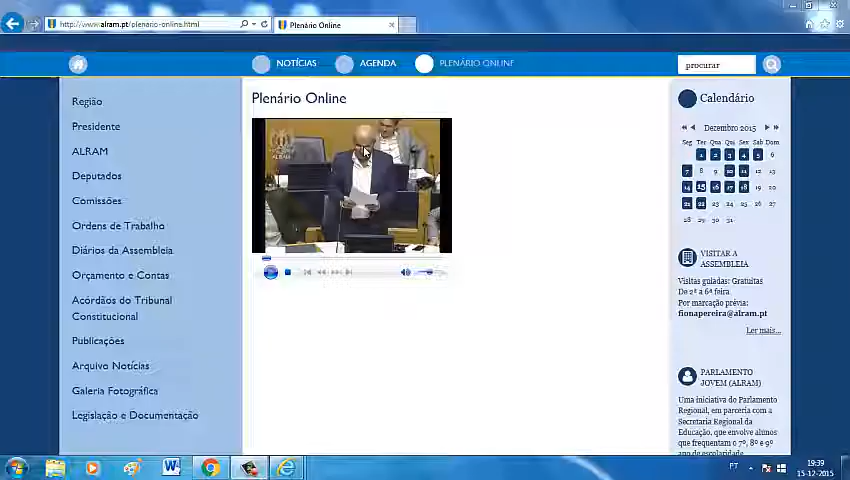 http://www.alram.pt/plenario-online.html
Plenário Online
NOTÍCIAS
AGENDA
PLENÁRIO ONLINE
procurar
Região
Presidente
ALRAM
Deputados
Comissões
Ordens de Trabalho
Diários da Assembleia
Orçamento e Contas
Acórdãos do Tribunal
Constitucional
Publicações
Arquivo Notícias
Galeria Fotográfica
Legislação e Documentação
Plenário Online
ALRAM
Calendário
Dezembro 2015
Seg Ter Qua Qui Sex Sab Dom
1 2 3 4 5 6
7 8 9 10 11 12 13
14 15 16 17 18 19 20
21 22 23 24 25 26 27
28 29 30 31
VISITAR A
ASSEMBLEIA
Visitas guiadas: Gratuitas
De 2ª a 6ª feira
Por marcação prévia:
fionapereira@alram.pt
Ler mais...
PARLAMENTO
JOVEM (ALRAM)
Uma iniciativa do Parlamento
Regional, em parceria com a
Secretaria Regional da
Educação, que envolve alunos
que frequentam o 7º, 8º e 9º
ano de escolaridade
PT
19:39
15-12-2015